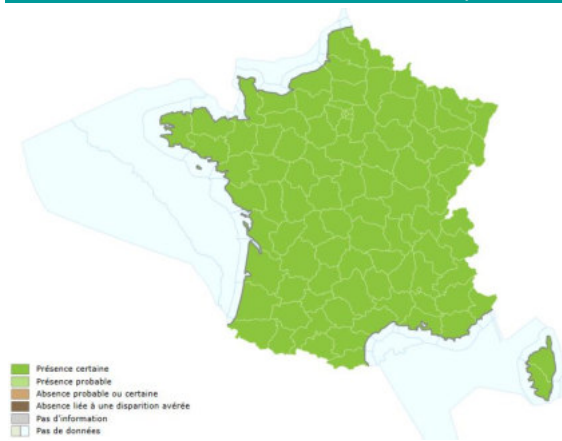 Présence certaine
Présence probable
Absence probable ou certaine
Absence liée à une disparition avérée
Pas d'information
Pas de données